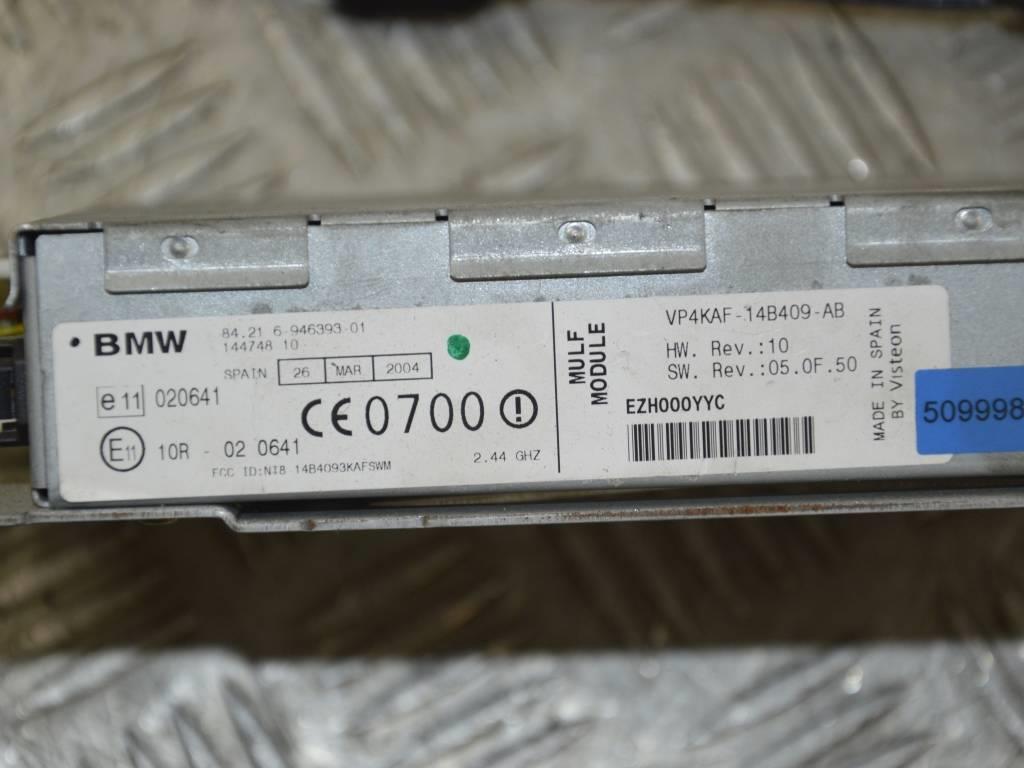 BMW
84.21 6-946393-01
144748 10
SPAIN 26 MAR 2004
e11 020641
CE0700
E11 10R - 02 0641
2.44 GHZ
FCC ID:NI8 14B4093KAFSWM
MULF
MODULE
VP4KAF-14B409-AB
HW. Rev.:10
SW. Rev.:05.0F.50
EZH000YYC
MADE IN SPAIN
BY Visteon
509998